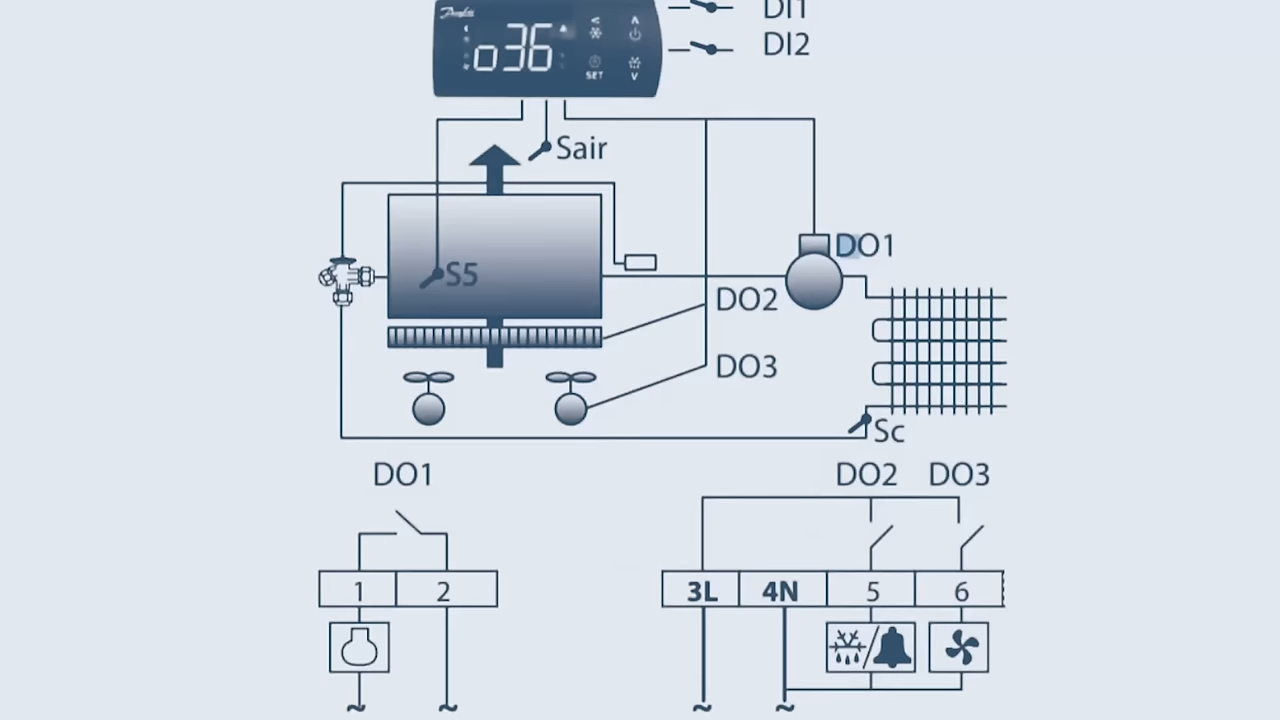 DI1
Danfoss
DI2
o36
SET
Sair
DO1
S5
DO2
DO3
Sc
DO1
DO2 DO3
1 2
3L 4N 5 6
~ ~ ~ ~